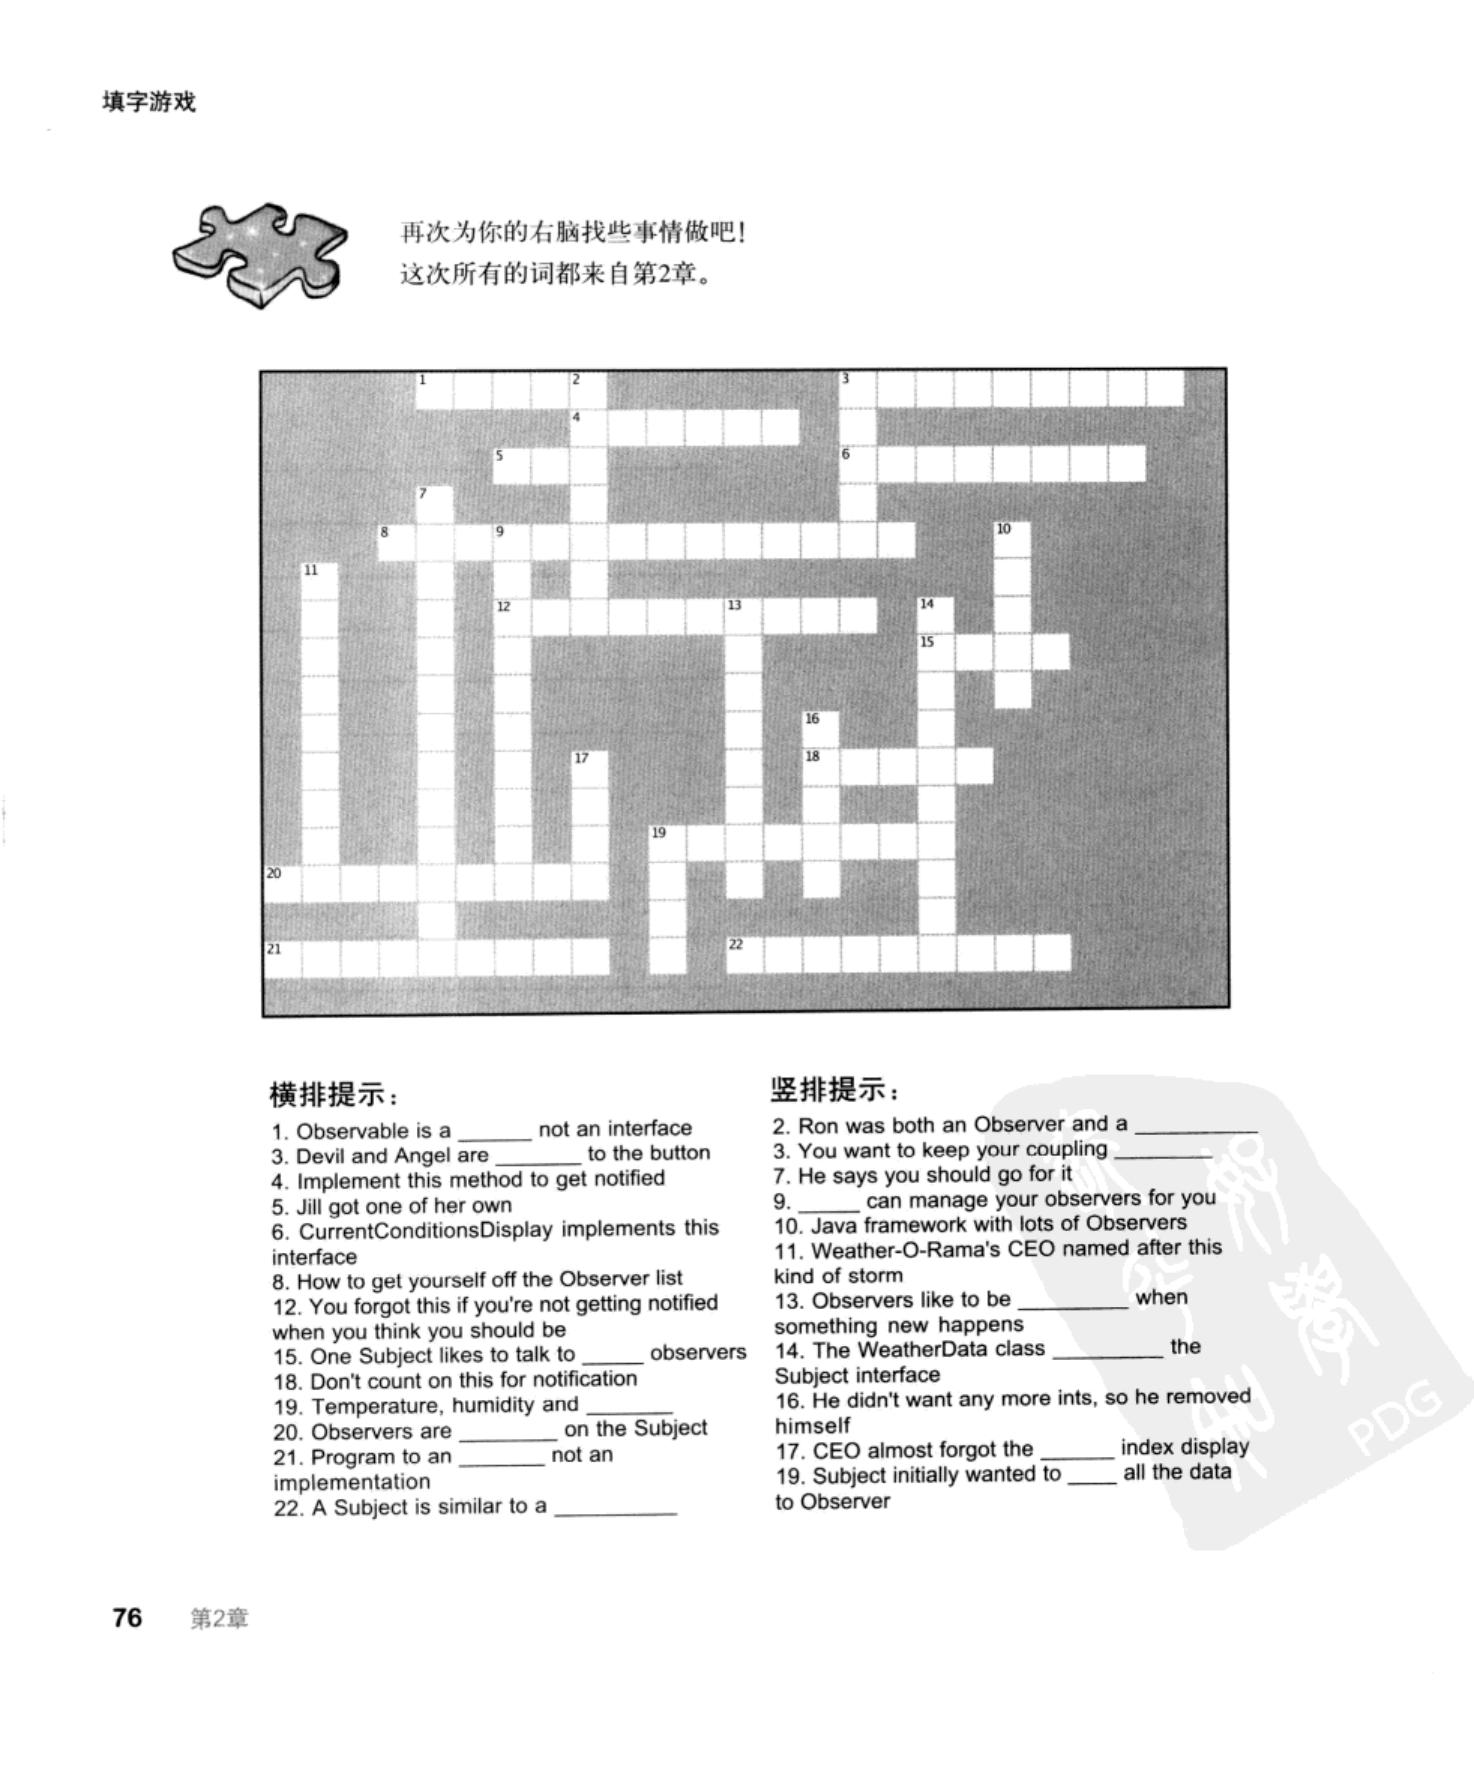 填字游戏
再次为你的右脑找些事情做吧！
这次所有的词都来自第2章。
1 2 3
4
5 6
7
8 9 10
11
12 13 14
15
16
17 18
19
20
21 22
横排提示：
1. Observable is a ______ not an interface
3. Devil and Angel are _______ to the button
4. Implement this method to get notified
5. Jill got one of her own
6. CurrentConditionsDisplay implements this
interface
8. How to get yourself off the Observer list
12. You forgot this if you're not getting notified
when you think you should be
15. One Subject likes to talk to _____ observers
18. Don't count on this for notification
19. Temperature, humidity and _______
20. Observers are ________ on the Subject
21. Program to an _______ not an
implementation
22. A Subject is similar to a __________
竖排提示：
2. Ron was both an Observer and a __________
3. You want to keep your coupling ________
7. He says you should go for it
9. _____ can manage your observers for you
10. Java framework with lots of Observers
11. Weather-O-Rama's CEO named after this
kind of storm
13. Observers like to be _________ when
something new happens
14. The WeatherData class _________ the
Subject interface
16. He didn't want any more ints, so he removed
himself
17. CEO almost forgot the ______ index display
19. Subject initially wanted to ____ all the data
to Observer
PDG
76 第2章